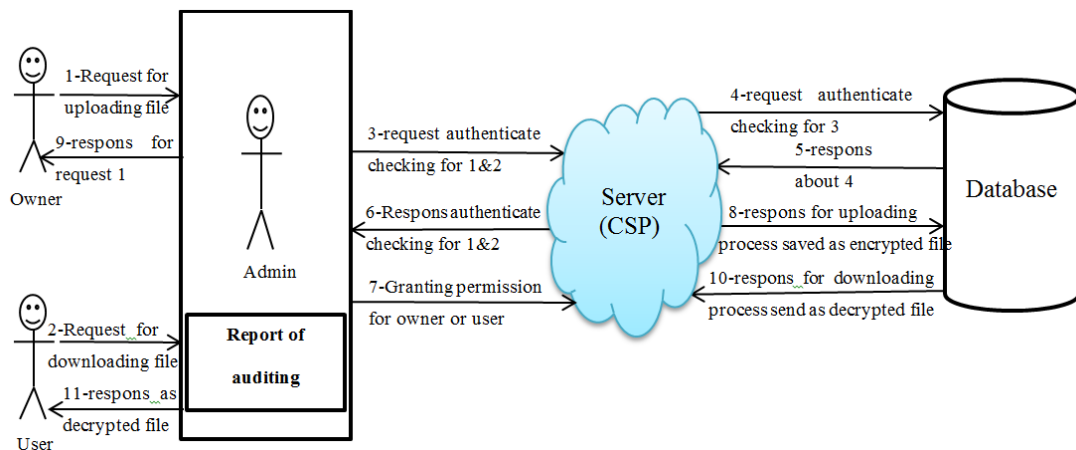 1-Request for
uploading file
9-respons for
request 1
Owner
2-Request for
downloading file
11-respons as
decrypted file
User
Admin
Report of
auditing
3-request authenticate
checking for 1&2
6-Respons authenticate
checking for 1&2
7-Granting permission
for owner or user
Server
(CSP)
4-request authenticate
checking for 3
5-respons
about 4
8-respons for uploading
process saved as encrypted file
10-respons for downloading
process send as decrypted file
Database